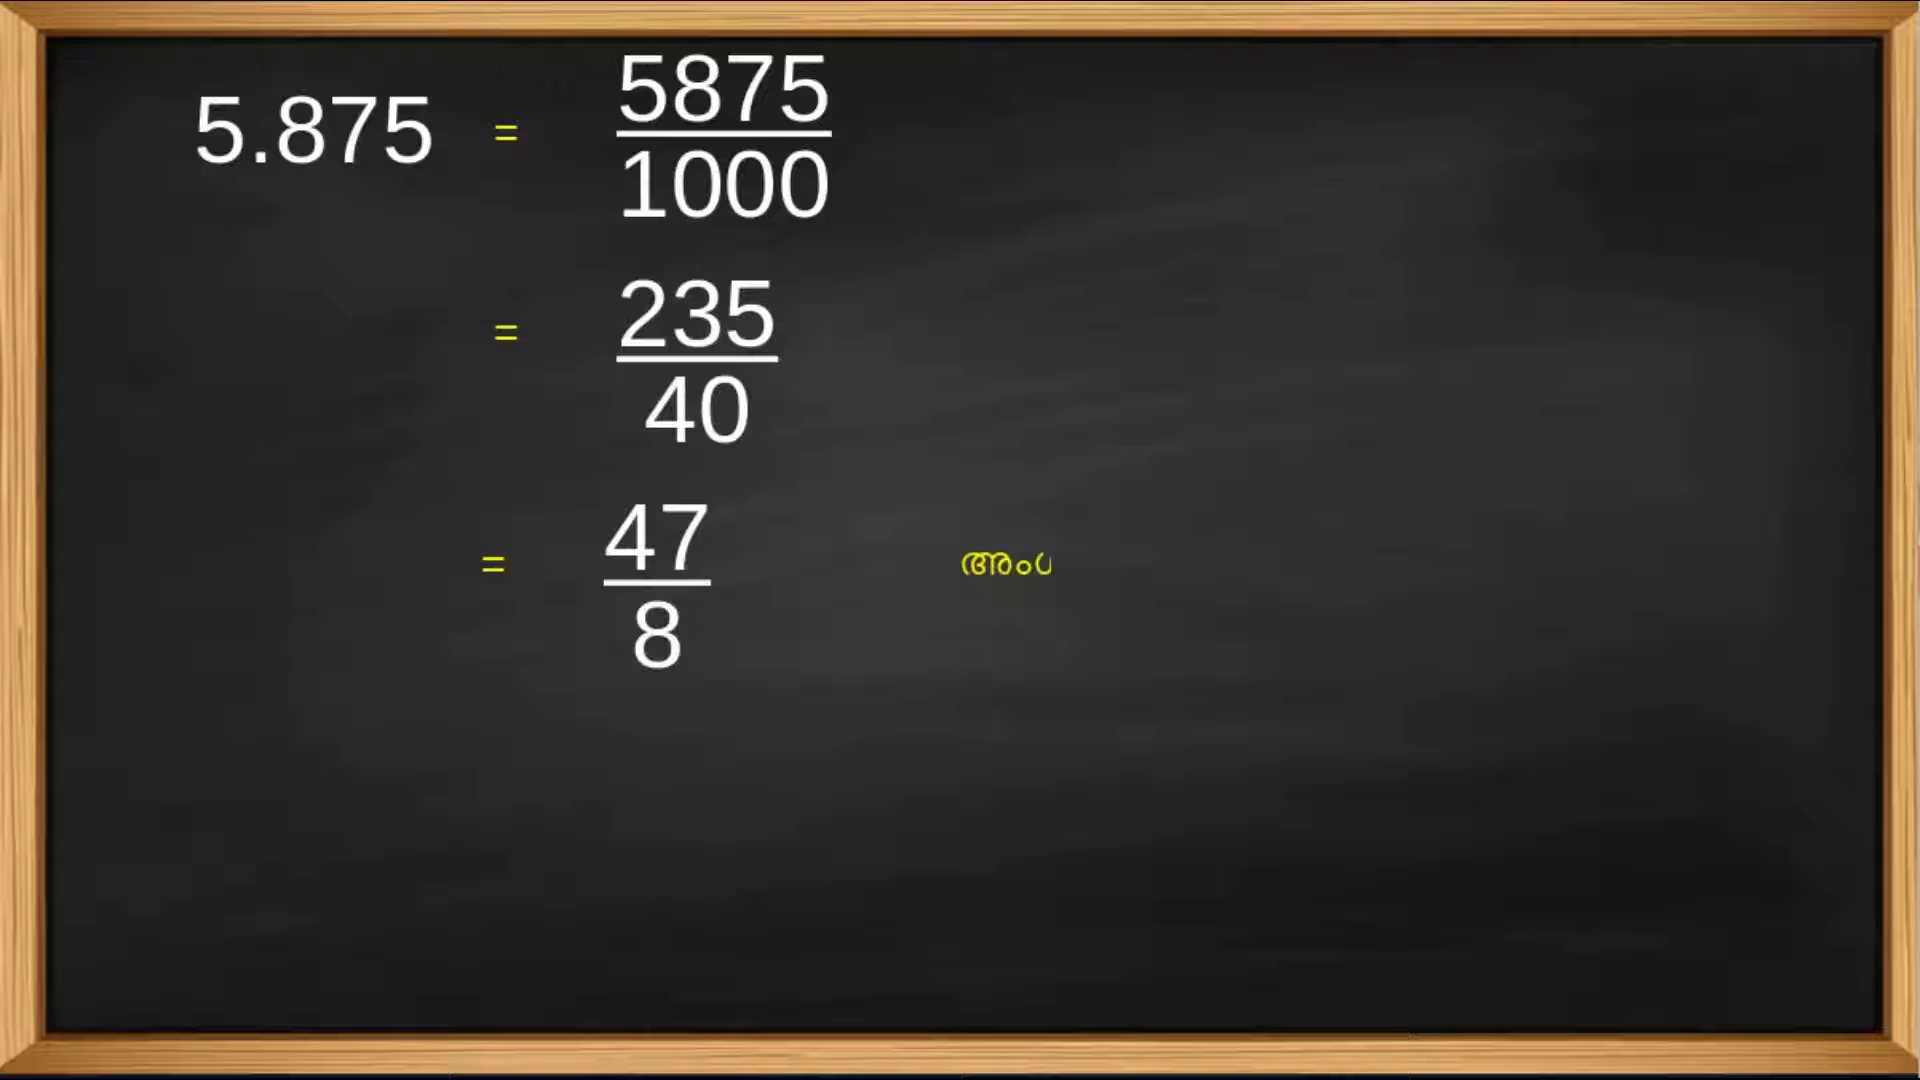 5.875 = 5875/1000
= 235/40
= 47/8